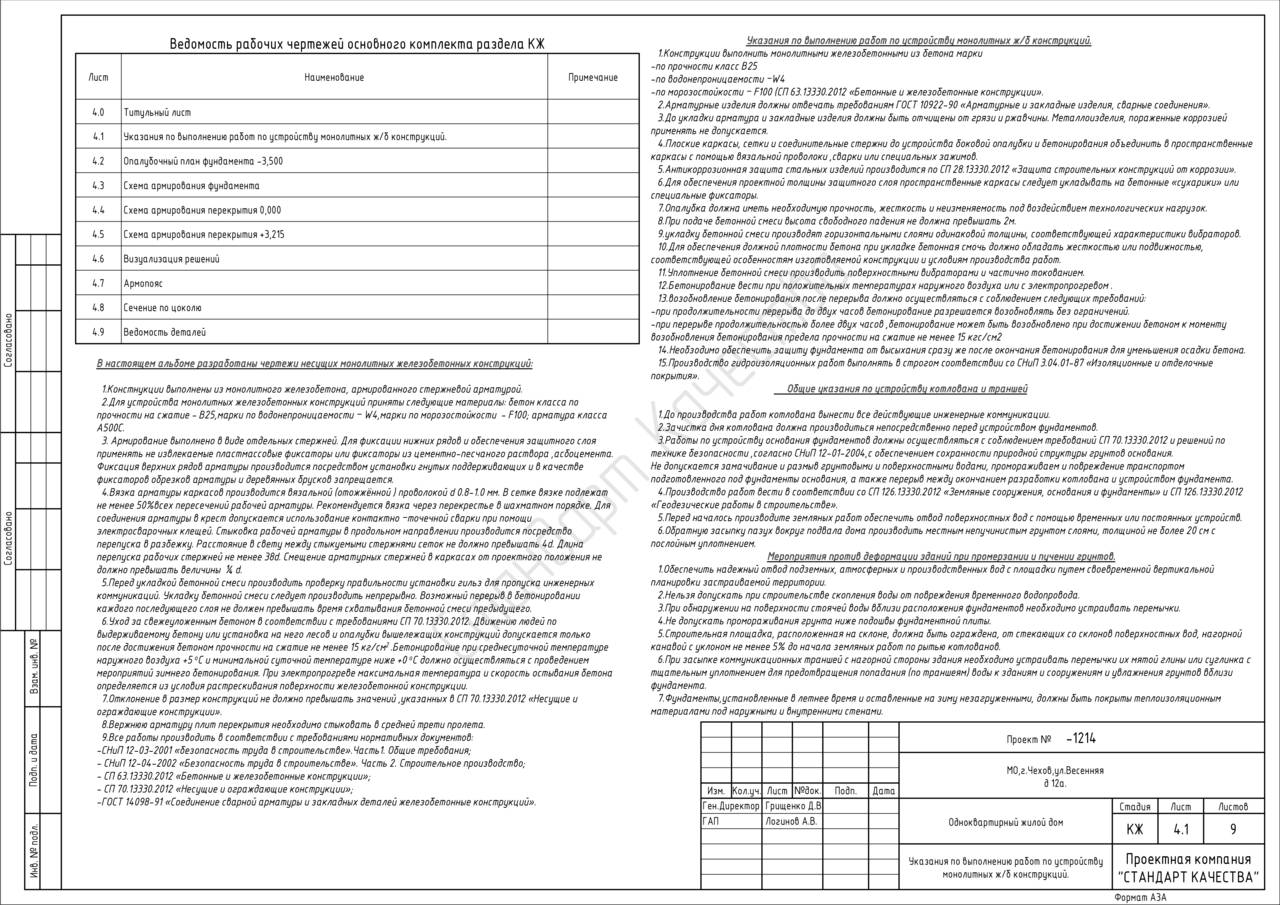 Ведомость рабочих чертежей основного комплекта раздела КЖ
Лист Наименование Примечание
4.0 Титульный лист
4.1 Указания по выполнению работ по устройству монолитных ж/б конструкций.
4.2 Опалубочный план фундамента -3,500
4.3 Схема армирования фундамента
4.4 Схема армирования перекрытия 0,000
4.5 Схема армирования перекрытия +3,215
4.6 Визуализация решений
4.7 Армопояс
4.8 Сечение по цоколю
4.9 Ведомость деталей
В настоящем альбоме разработаны чертежи несущих монолитных железобетонных конструкций:
1.Констнукции выполнены из монолитного железобетона, армированного стержневой арматурой.
2.Для устройства монолитных железобетонных конструкций приняты следующие материалы: бетон класса по
прочности на сжатие - В25,марки по водонепроницаемости – W4,марки по морозостойкости - F100; арматура класса
А500С.
3. Армирование выполнено в виде отдельных стержней. Для фиксации нижних рядов и обеспечения защитного слоя
применять не извлекаемые пластмассовые фиксаторы или фиксаторы из цементно-песчаного раствора ,асбоцемента.
Фиксация верхних рядов арматуры производится посредством установки гнутых поддерживающих и в качестве
фиксаторов обрезков арматуры и деревянных брусков запрещается.
4.Вязка арматуры каркасов производится вязальной (отожжённой ) проволокой d 0.8-1.0 мм. В сетке вязке подлежат
не менее 50%всех пересечений рабочей арматуры. Рекомендуется вязка через перекрестье в шахматном порядке. Для
соединения арматуры в крест допускается использование контактно –точечной сварки при помощи
электросварочных клещей. Стыковка рабочей арматуры в продольном направлении производится посредство
перепуска в раздежку. Расстояние в свету между стыкуемыми стержнями сеток не должно превышать 4d. Длина
перепуска рабочих стержней не менее 38d. Смещение арматурных стержней в каркасах от проектного положения не
должно превышать величины ¼ d.
5.Перед укладкой бетонной смеси производить проверку правильности установки гильз для пропуска инженерных
коммуникаций. Укладку бетонной смеси следует производить непрерывно. Возможный перерыв в бетонировании
каждого последующего слоя не должен превышать время схватывания бетонной смеси предыдущего.
6.Уход за свежеуложенным бетоном в соответствии с требованиями СП 70.13330.2012. Движению людей по
выдерживаемому бетону или установка на него лесов и опалубки вышележащих конструкций допускается только
после достижения бетоном прочности на сжатие не менее 15 кг/см² .Бетонирование при среднесуточной температуре
наружного воздуха +5 °С и минимальной суточной температуре ниже +0 °С должно осуществляться с проведением
мероприятий зимнего бетонирования. При электропрогреве максимальная температура и скорость остывания бетона
определяется из условия растрескивания поверхности железобетонной конструкции.
7.Отклонение в размер конструкций не должно превышать значений ,указанных в СП 70.13330.2012 «Несущие и
ограждающие конструкции».
8.Верхнюю арматуру плит перекрытия необходимо стыковать в средней трети пролета.
9.Все работы производить в соответствии с требованиями нормативных документов:
-СНиП 12-03-2001 «безопасность труда в строительстве».Часть1. Общие требования;
- СНиП 12-04-2002 «Безопасность труда в строительстве». Часть 2. Строительное производство;
- СП 63.13330.2012 «Бетонные и железобетонные конструкции»;
- СП 70.13330.2012 «Несущие и ограждающие конструкции»;
-ГОСТ 14098-91 «Соединение сварной арматуры и закладных деталей железобетонные конструкций».
Указания по выполнению работ по устройству монолитных ж/б конструкций.
1.Конструкции выполнить монолитными железобетонными из бетона марки
-по прочности класс В25
-по водонепроницаемости –W4
-по морозостойкости – F100 (СП 63.13330.2012 «Бетонные и железобетонные конструкции».
2.Арматурные изделия должны отвечать требованиям ГОСТ 10922-90 «Арматурные и закладные изделия, сварные соединения».
3.До укладки арматура и закладные изделия должны быть отчищены от грязи и ржавчины. Металлоизделия, пораженные коррозией
применять не допускается.
4.Плоские каркасы, сетки и соединительные стержни до устройства боковой опалубки и бетонирования объединить в пространственные
каркасы с помощью вязальной проволоки ,сварки или специальных зажимов.
5.Антикоррозионная защита стальных изделий производится по СП 28.13330.2012 «Защита строительных конструкций от коррозии».
6.Для обеспечения проектной толщины защитного слоя пространственные каркасы следует укладывать на бетонные «сухарики» или
специальные фиксаторы.
7.Опалубка должна иметь необходимую прочность, жесткость и неизменяемость под воздействием технологических нагрузок.
8.При подаче бетонной смеси высота свободного падения не должна превышать 2м.
9.укладку бетонной смеси производят горизонтальными слоями одинаковой толщины, соответствующей характеристики вибраторов.
10.Для обеспечения должной плотности бетона при укладке бетонная смочь должно обладать жесткостью или подвижностью,
соответствующей особенностям изготовляемой конструкции и условиям производства работ.
11.Уплотнение бетонной смеси производить поверхностными вибраторами и частично токованием.
12.Бетонирование вести при положительных температурах наружного воздуха или с электропрогревом .
13.возобновление бетонирования после перерыва должно осуществляться с соблюдением следующих требований:
-при продолжительности перерыва до двух часов бетонирование разрешается возобновлять без ограничений.
-при перерыве продолжительностью более двух часов ,бетонирование может быть возобновлено при достижении бетоном к моменту
возобновления бетонирования предела прочности на сжатие не менее 15 кгс/см2
14.Необходимо обеспечить защиту фундамента от высыхания сразу же после окончания бетонирования для уменьшения осадки бетона.
15.Производство гидроизоляционных работ выполнять в строгом соответствии со СНиП 3.04.01-87 «Изоляционные и отделочные
покрытия».
Общие указания по устройству котлована и траншей
1.До производства работ котлована вынести все действующие инженерные коммуникации.
2.Зачистка дня котлована должна производиться непосредственно перед устройством фундаментов.
3.Работы по устройству основания фундаментов должны осуществляться с соблюдением требований СП 70.13330.2012 и решений по
технике безопасности ,согласно СНиП 12-01-2004,с обеспечением сохранности природной структуры грунтов основания.
Не допускается замачивание и размыв грунтовыми и поверхностными водами, промораживаем и повреждение транспортом
подготовленного под фундаменты основания, а также перерыв между окончанием разработки котлована и устройством фундамента.
4.Производство работ вести в соответствии со СП 126.13330.2012 «Земляные сооружения, основания и фундаменты» и СП 126.13330.2012
«Геодезические работы в строительстве».
5.Перед началось производите земляных работ обеспечить отвод поверхностных вод с помощью временных или постоянных устройств.
6.Обратную засыпку пазух вокруг подвала дома производить местным непучинистым грунтом слоями, толщиной не более 20 см с
послойным уплотнением.
Мероприятия против деформации зданий при промерзании и пучении грунтов.
1.Обеспечить надежный отвод подземных, атмосферных и производственных вод с площадки путем своевременной вертикальной
планировки застраиваемой территории.
2.Нельзя допускать при строительстве скопления воды от повреждения временного водопровода.
3.При обнаружении на поверхности стоячей воды вблизи расположения фундаментов необходимо устраивать перемычки.
4.Не допускать промораживания грунта ниже подошвы фундаментной плиты.
5.Строительная площадка, расположенная на склоне, должна быть ограждена, от стекающих со склонов поверхностных вод, нагорной
канавой с уклоном не менее 5% до начала земляных работ по рытью котлованов.
6.При засыпке коммуникационных траншей с нагорной стороны здания необходимо устраивать перемычки их мятой глины или суглинка с
тщательным уплотнением для предотвращения попадания (по траншеям) воды к зданиям и сооружениям и увлажнения грунтов вблизи
фундамента.
7.Фундаменты,установленные в летнее время и оставленные на зиму незагруженными, должны быть покрыты теплоизоляционным
материалами под наружными и внутренними стенами.
Согласовано
Согласовано
Взам. инв. №
Подп. и дата
Инв. № подл.
Проект № -1214
МО,г.Чехов,ул.Весенняя
д 12а.
Изм. Кол.уч. Лист №док. Подп. Дата
Ген.Директор Грищенко Д.В
ГАП Логинов А.В.
Одноквартирный жилой дом
Стадия Лист Листов
КЖ 4.1 9
Указания по выполнению работ по устройству
монолитных ж/б конструкций.
Проектная компания
"СТАНДАРТ КАЧЕСТВА"
Формат А3А
Стандарт Качества